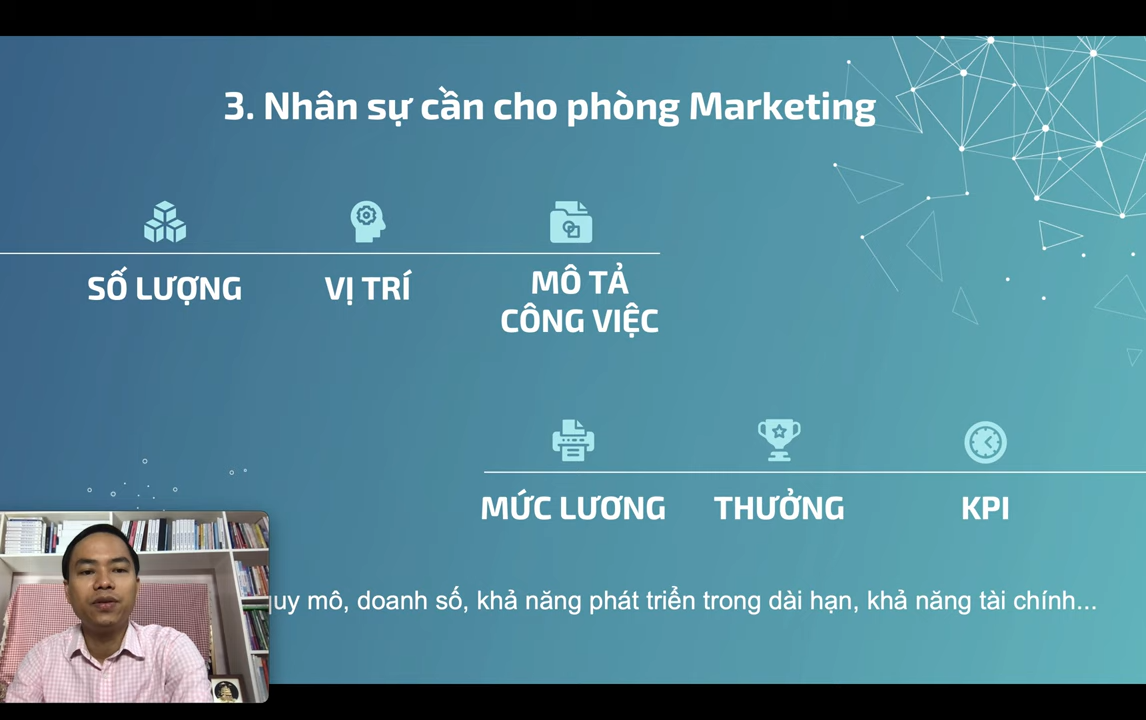 3. Nhân sự cần cho phòng Marketing
SỐ LƯỢNG
VỊ TRÍ
MÔ TẢ
CÔNG VIỆC
MỨC LƯƠNG
THƯỞNG
KPI
mô, doanh số, khả năng phát triển trong dài hạn, khả năng tài chính...